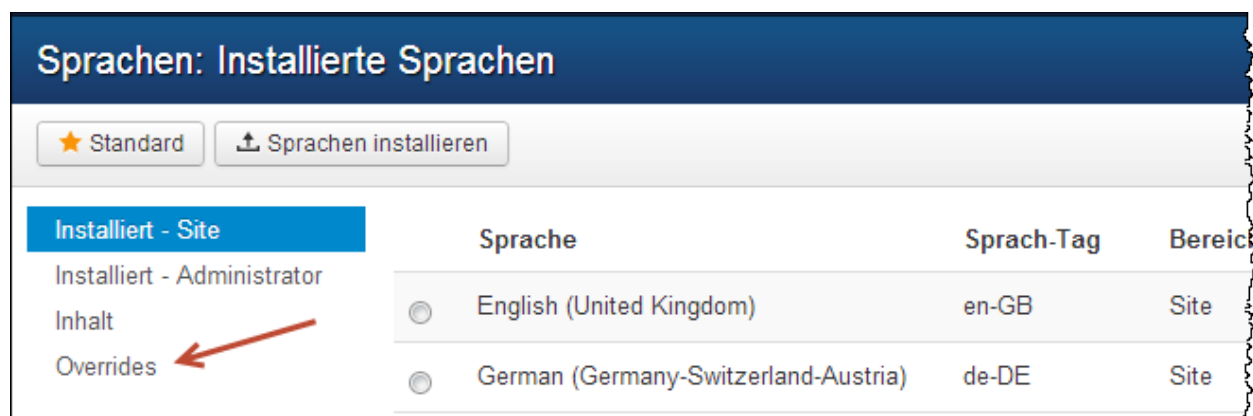 Sprachen: Installierte Sprachen
Standard
Sprachen installieren
Installiert - Site
Installiert - Administrator
Inhalt
Overrides
Sprache Sprach-Tag Bereich
English (United Kingdom) en-GB Site
German (Germany-Switzerland-Austria) de-DE Site